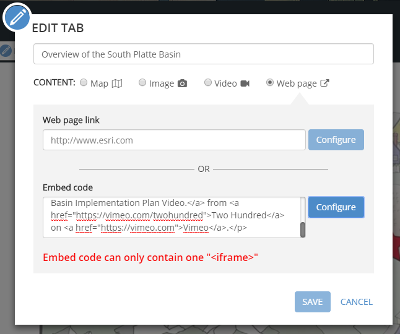 EDIT TAB
Overview of the South Platte Basin
CONTENT: Map Image Video Web page
Web page link
http://www.esri.com Configure
OR
Embed code
Basin Implementation Plan Video.</a> from <a
href="https://vimeo.com/twohundred">Two Hundred</a>
on <a href="https://vimeo.com">Vimeo</a>.</p>
Configure
Embed code can only contain one "<iframe>"
SAVE CANCEL